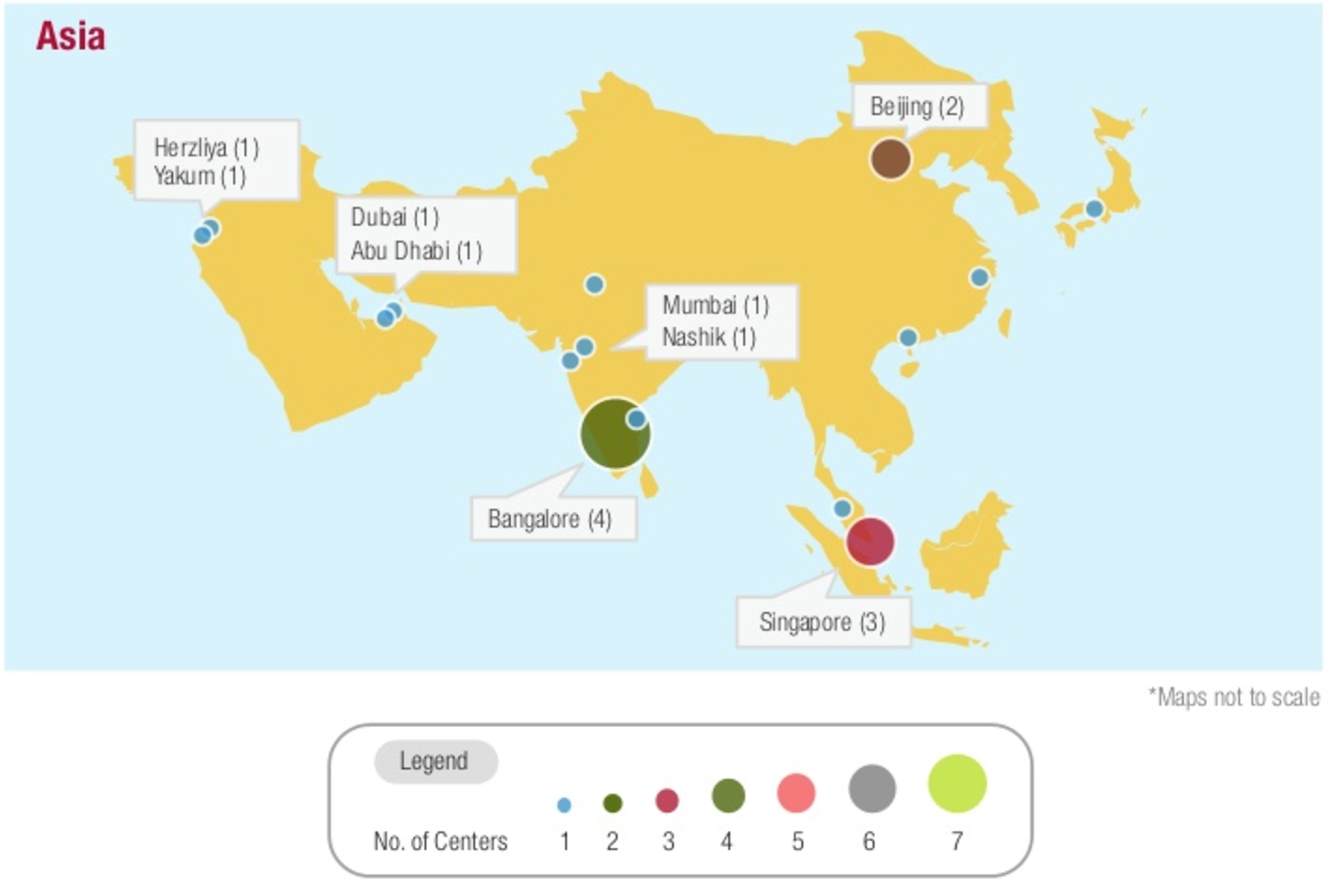 Asia
Beijing (2)
Herzliya (1)
Yakum (1)
Dubai (1)
Abu Dhabi (1)
Mumbai (1)
Nashik (1)
Bangalore (4)
Singapore (3)
*Maps not to scale
Legend
No. of Centers 1 2 3 4 5 6 7